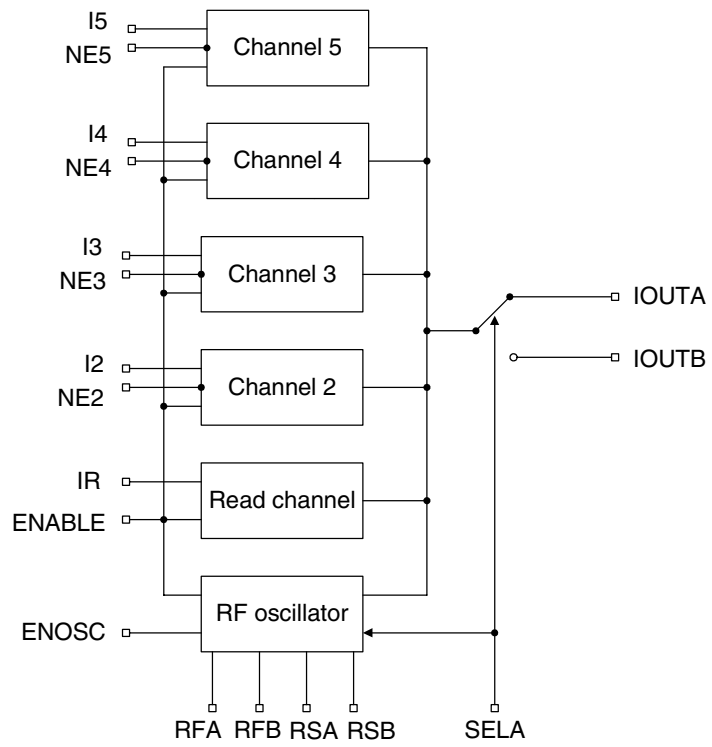 I5
NE5
Channel 5
I4
NE4
Channel 4
I3
NE3
Channel 3
IOUTA
IOUTB
I2
NE2
Channel 2
IR
ENABLE
Read channel
ENOSC
RF oscillator
RFA RFB RSA RSB SELA